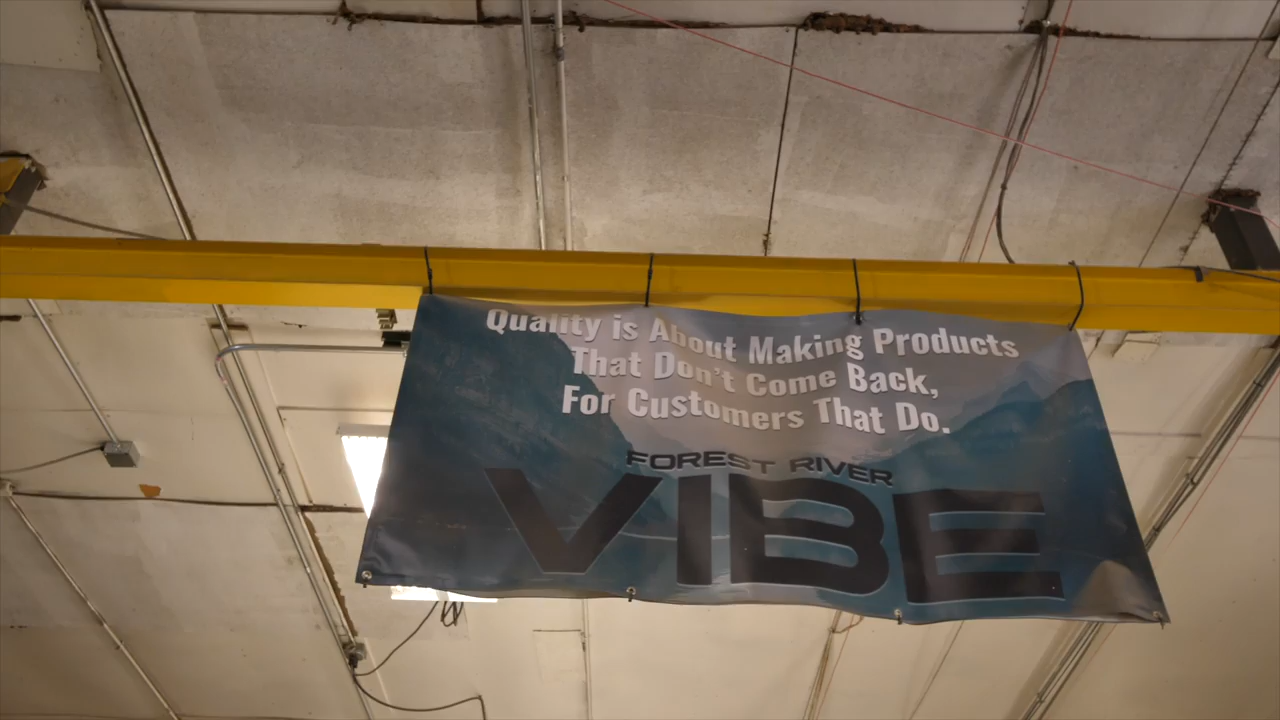 Quality is About Making Products
That Don't Come Back,
For Customers That Do.
FOREST RIVER
VIBE